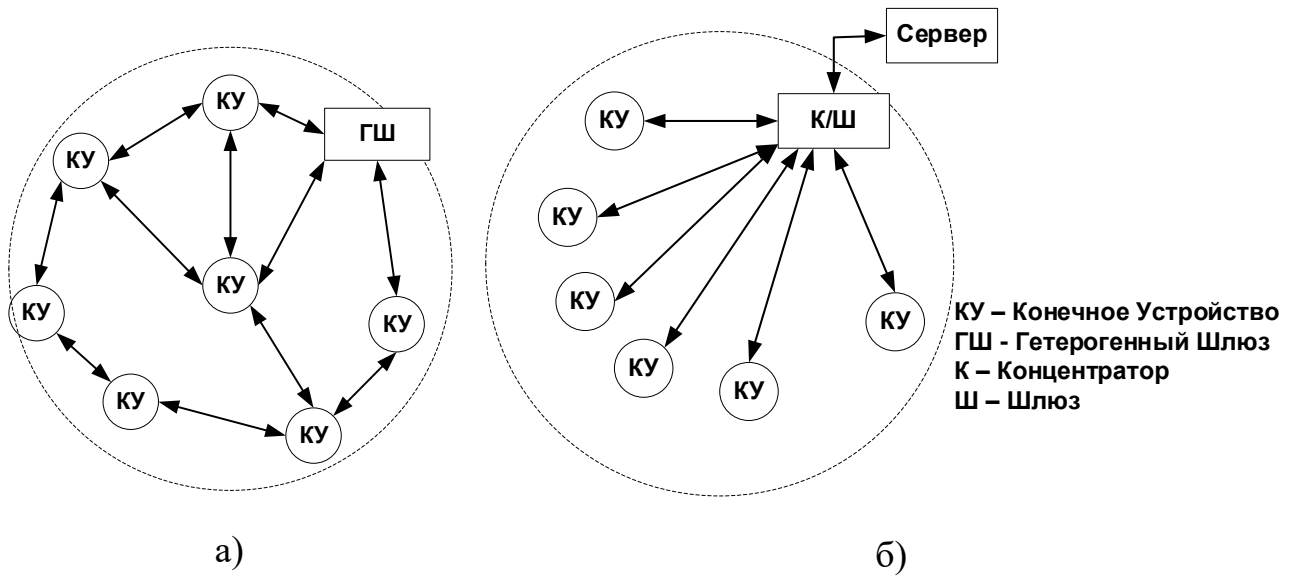 Сервер
КУ
ГШ
КУ
КУ
КУ
КУ
КУ
КУ
К/Ш
КУ
КУ
КУ
КУ
КУ
КУ
КУ – Конечное Устройство
ГШ - Гетерогенный Шлюз
К – Концентратор
Ш – Шлюз
а)
б)